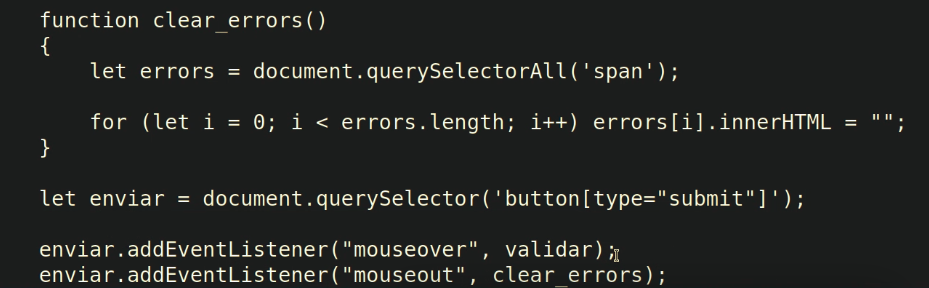 function clear_errors()
{
let errors = document.querySelectorAll('span');
for (let i = 0; i < errors.length; i++) errors[i].innerHTML = "";
}
let enviar = document.querySelector('button[type="submit"]');
enviar.addEventListener("mouseover", validar);
enviar.addEventListener("mouseout", clear_errors);